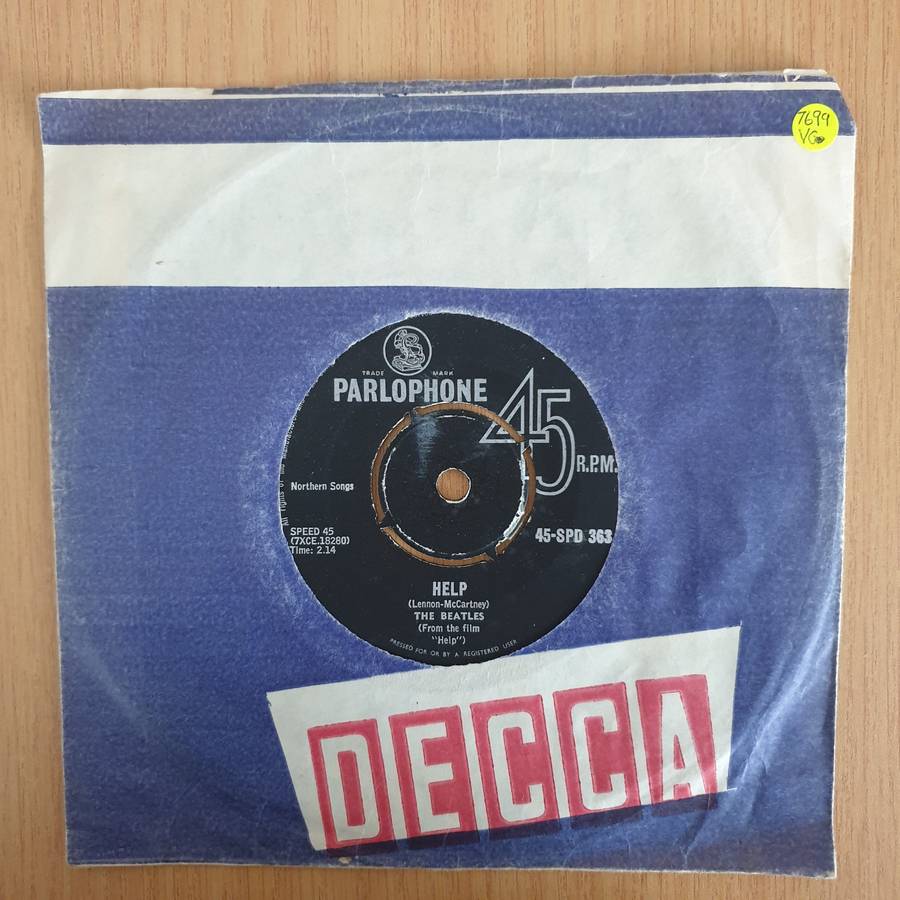 7699
VG
TRADE MARK
PARLOPHONE
45
R.P.M.
Northern Songs
SPEED 45
(7XCE.18280)
Time: 2.14
45-SPD 363
HELP
(Lennon-McCartney)
THE BEATLES
(From the film
"Help")
PRESSED FOR OR BY A REGISTERED USER
DECCA